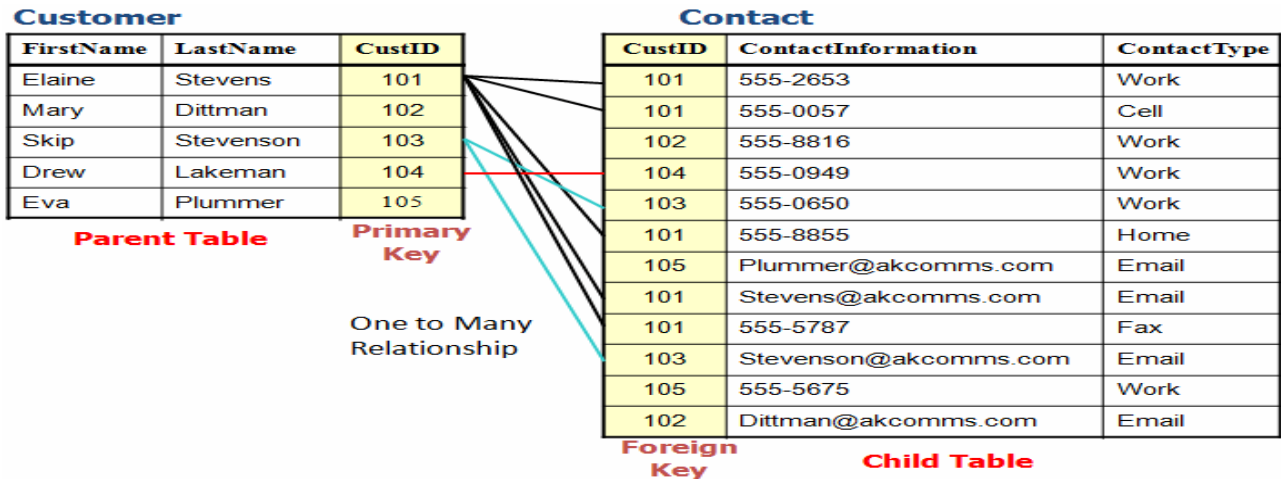 Customer
FirstName LastName CustID
Elaine Stevens 101
Mary Dittman 102
Skip Stevenson 103
Drew Lakeman 104
Eva Plummer 105
Parent Table
Primary
Key
One to Many
Relationship
Contact
CustID ContactInformation ContactType
101 555-2653 Work
101 555-0057 Cell
102 555-8816 Work
104 555-0949 Work
103 555-0650 Work
101 555-8855 Home
105 Plummer@akcomms.com Email
101 Stevens@akcomms.com Email
101 555-5787 Fax
103 Stevenson@akcomms.com Email
105 555-5675 Work
102 Dittman@akcomms.com Email
Foreign
Key
Child Table